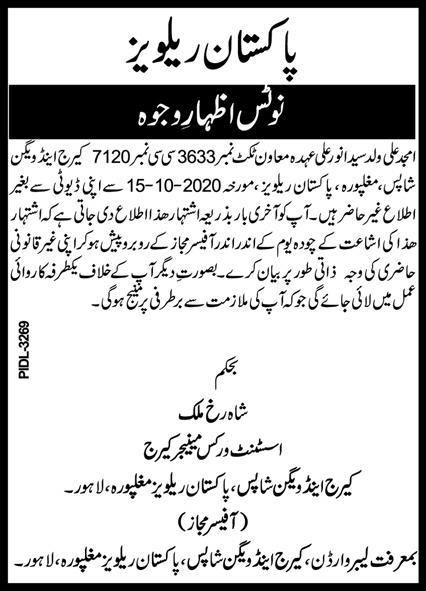 پاکستان ریلویز
نوٹس اظہارِ وجوہ
امجد علی ولد سید انور علی عہدہ معاون ٹکٹ نمبر 3633 سی سی نمبر 7120 کیرج اینڈ ویگن
شاپس، مغلپورہ، پاکستان ریلویز، مورخہ 2020-10-15 سے اپنی ڈیوٹی سے بغیر
اطلاع غیر حاضر ہیں۔ آپ کو آخری بار بذریعہ اشتہار ھذا اطلاع دی جاتی ہے کہ اشتہار
ھذا کی اشاعت کے چودہ یوم کے اندر اندر آفیسر مجاز کے روبرو پیش ہو کر اپنی غیر قانونی
حاضری کی وجہ ذاتی طور پر بیان کرے۔ بصورت دیگر آپ کے خلاف یکطرفہ کاروائی
عمل میں لائی جائے گی جو کہ آپ کی ملازمت سے برطرفی پر منتج ہوگی۔
PIDL-3269
بحکم
شاہ رخ ملک
اسسٹنٹ ورکس مینیجر کیرج
کیرج اینڈ ویگن شاپس، پاکستان ریلویز مغلپورہ، لاہور۔
(آفیسر مجاز)
بمعرفت لیبر وارڈن، کیرج اینڈ ویگن شاپس، پاکستان ریلویز مغلپورہ، لاہور۔